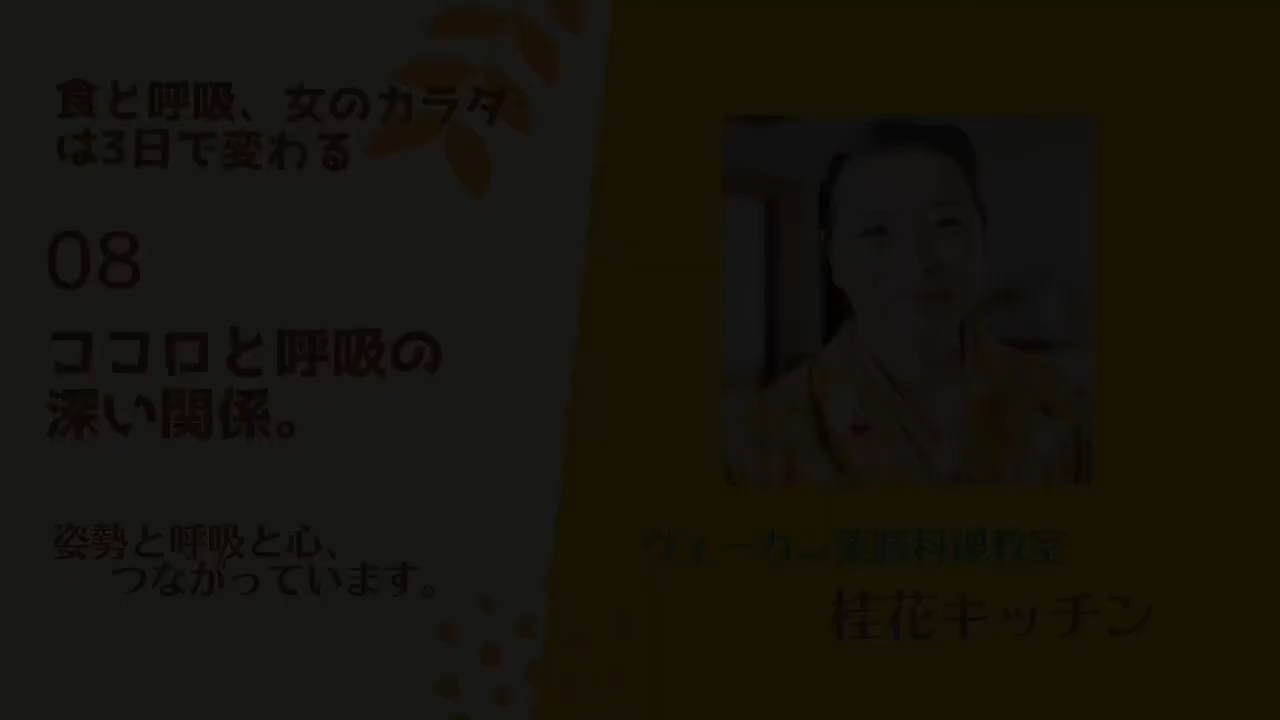 食と呼吸、女のカラダ
は3日で変わる
08
ココロと呼吸の
深い関係。
姿勢と呼吸と心、
つながっています。
ヴィーガン薬膳料理教室
桂花キッチン